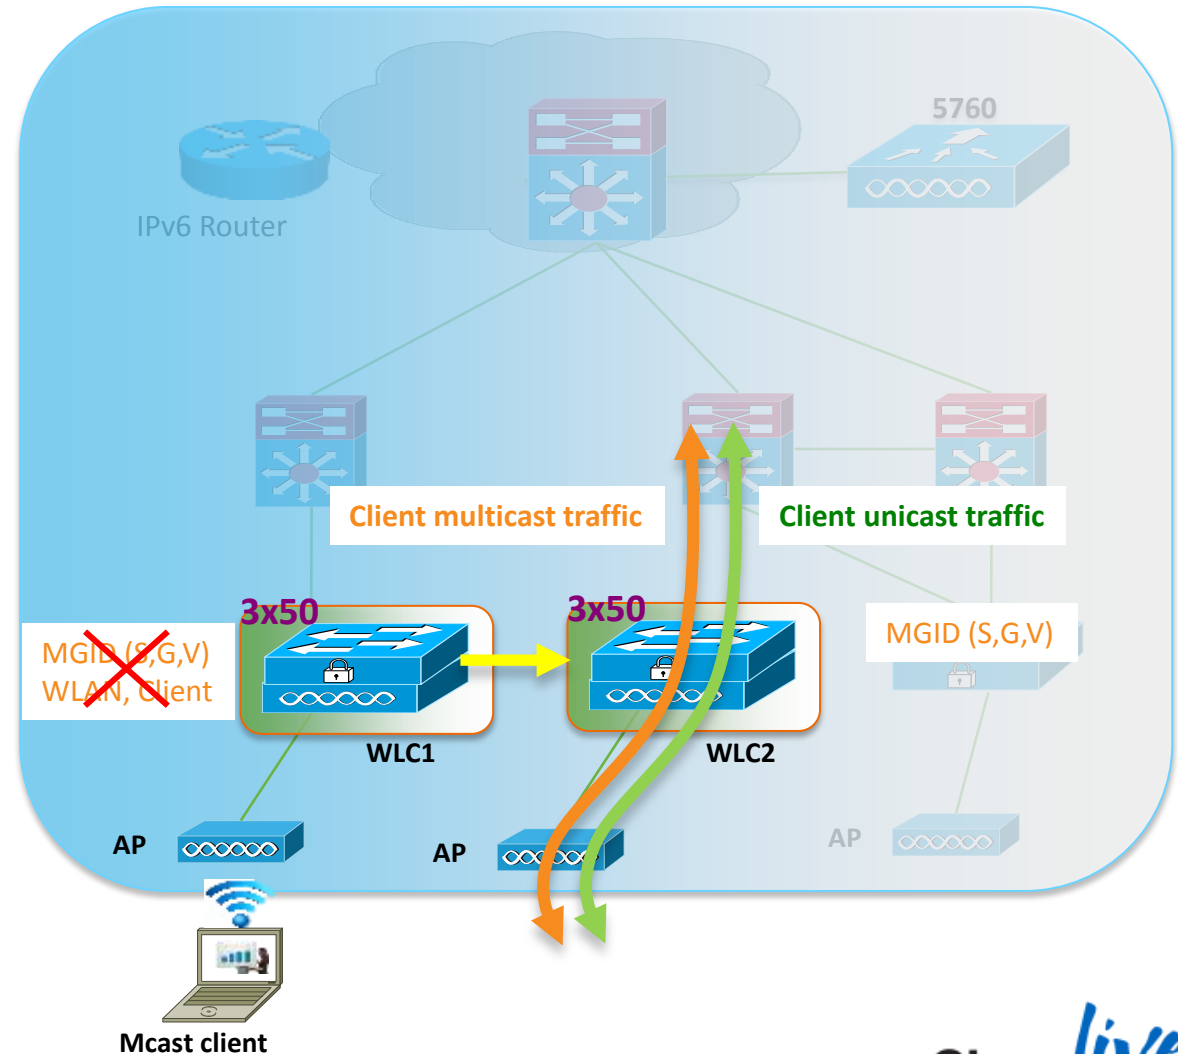 5760
IPv6 Router
Client multicast traffic
Client unicast traffic
3x50
3x50
MGID (S,G,V)
WLAN, Client
MGID (S,G,V)
WLC1
WLC2
AP
AP
AP
Mcast client
live